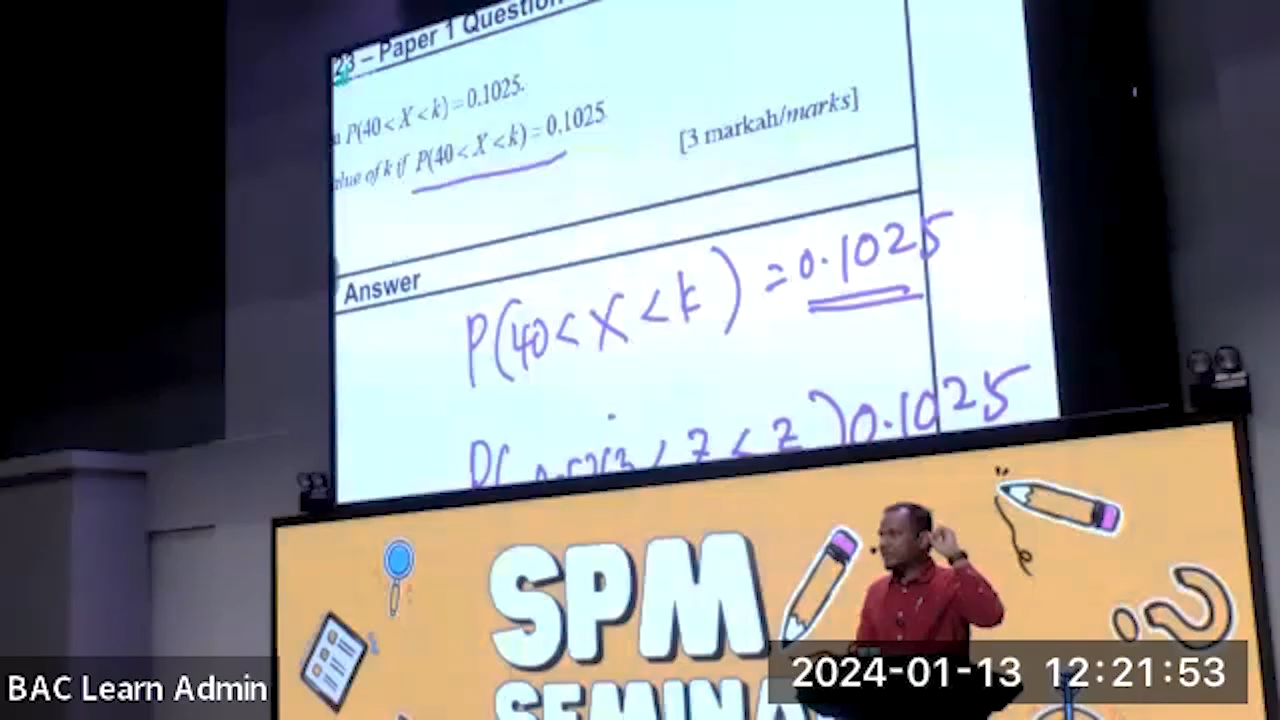 23 – Paper 1 Question
P(40 < X < k) = 0.1025.
value of k if P(40 < X < k) = 0.1025
[3 markah/marks]
Answer
P(40 < X < k) = 0.1025
< Z < Z) 0.1025
SPM
SEMINA
BAC Learn Admin
2024-01-13 12:21:53